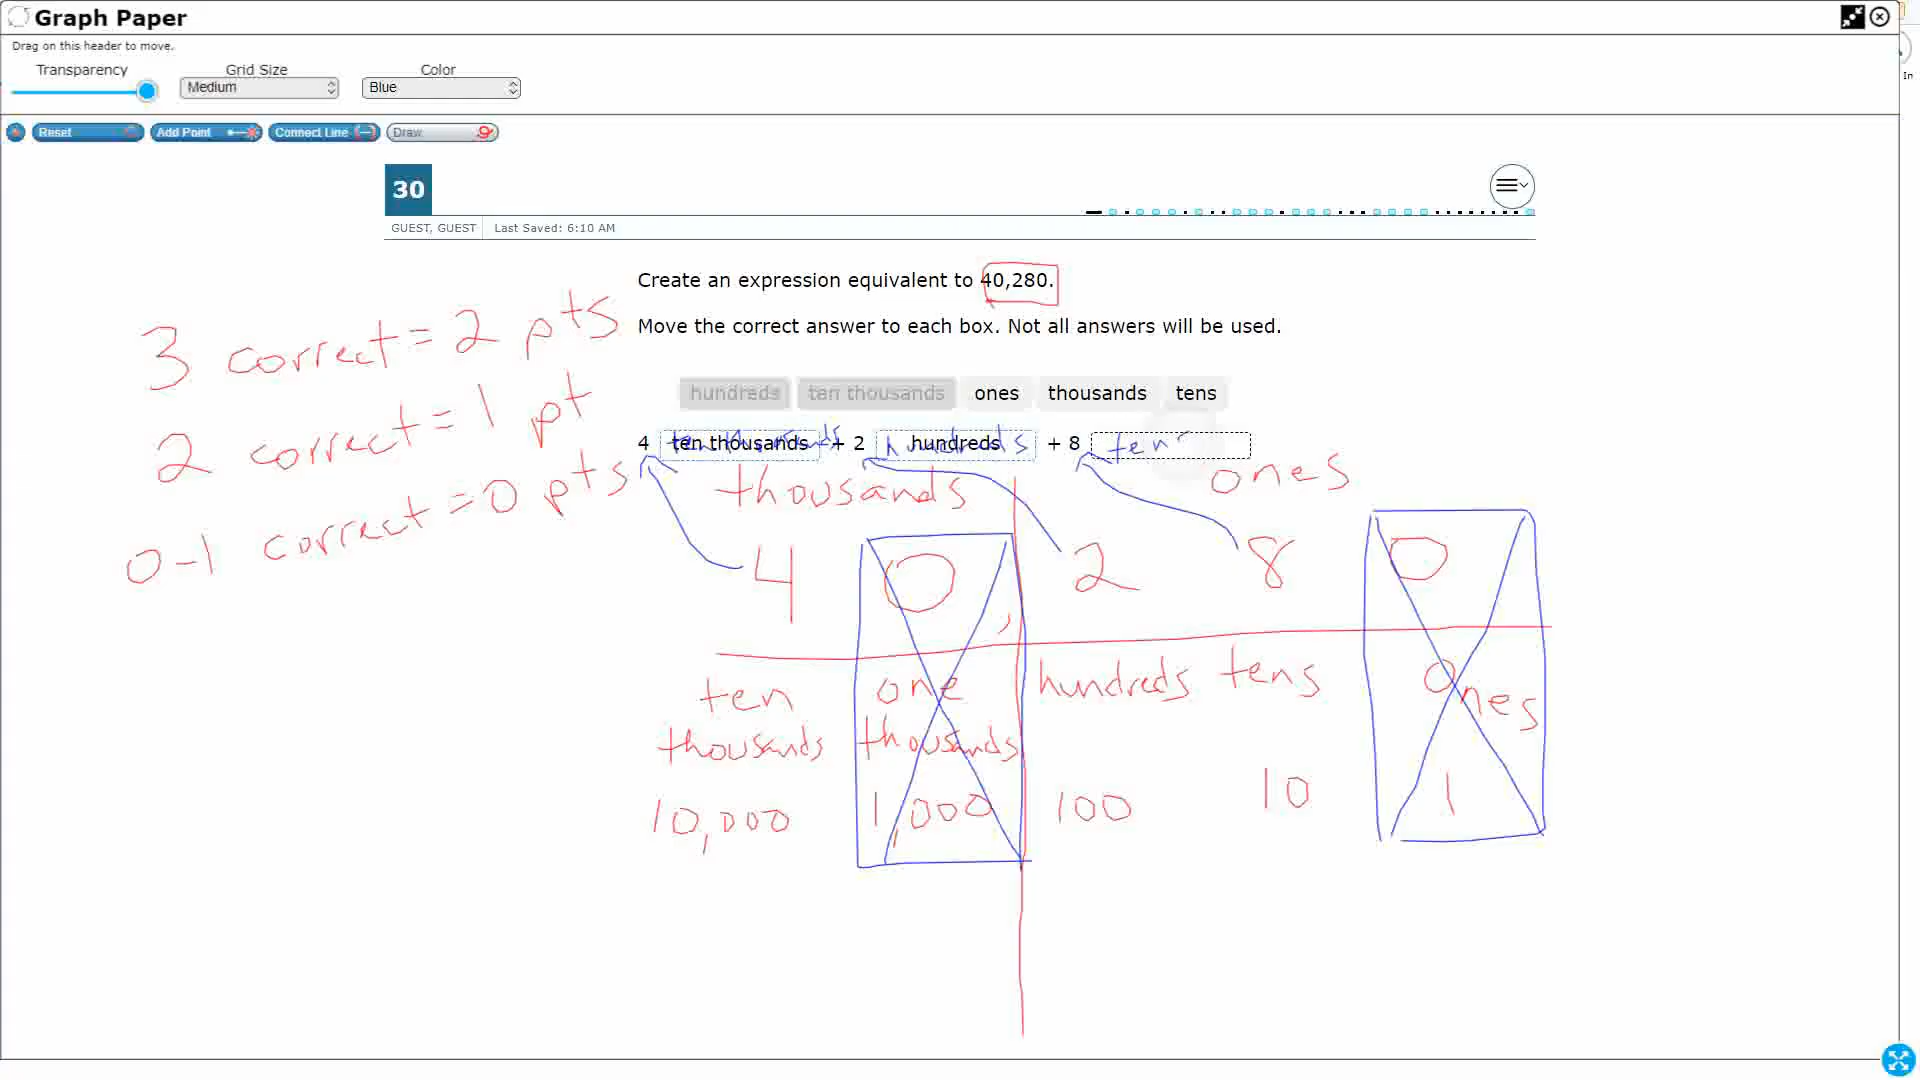 Graph Paper
Drag on this header to move.
Transparency Grid Size Color
Medium Blue
Reset Add Point Connect Line Draw
In
30
GUEST, GUEST Last Saved: 6:10 AM
Create an expression equivalent to 40,280.
Move the correct answer to each box. Not all answers will be used.
hundreds ten thousands ones thousands tens
4 ten thousands + 2 hundreds + 8
ten thousands hundreds tens
3 correct = 2 pts
2 correct = 1 pt
0-1 correct = 0 pts
thousands ones
4 0, 2 8 0
ten thousands one thousands hundreds tens ones
10,000 1,000 100 10 1